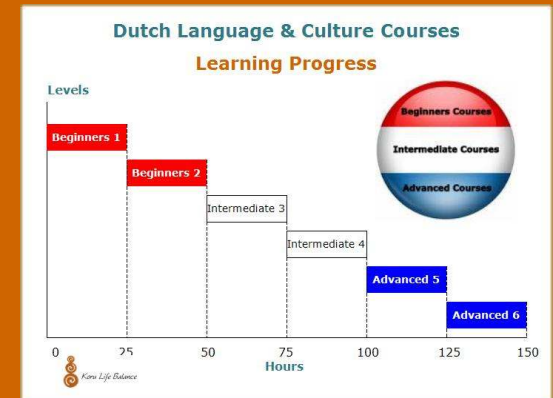 Dutch Language & Culture Courses
Learning Progress
Levels
Beginners Courses
Beginners 1
Intermediate Courses
Beginners 2
Advanced Courses
Intermediate 3
Intermediate 4
Advanced 5
Advanced 6
0 25 50 75 100 125 150
Hours
Koru Life Balance